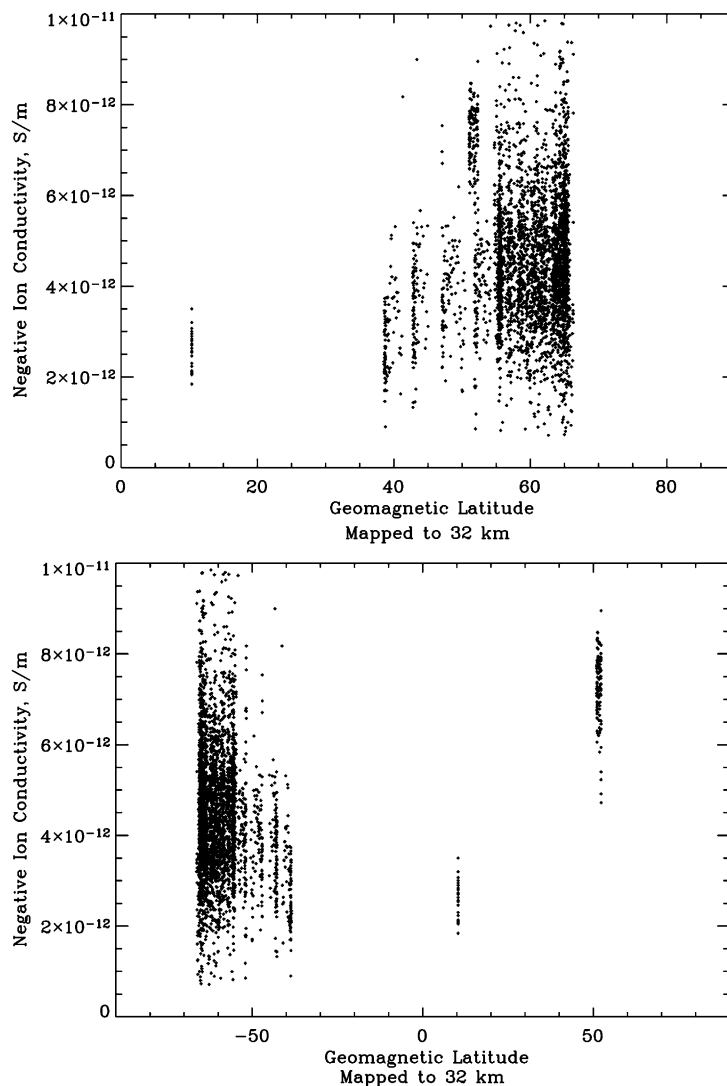 1×10⁻¹¹
8×10⁻¹²
6×10⁻¹²
4×10⁻¹²
2×10⁻¹²
0
Negative Ion Conductivity, S/m
0 20 40 60 80
Geomagnetic Latitude
Mapped to 32 km
1×10⁻¹¹
8×10⁻¹²
6×10⁻¹²
4×10⁻¹²
2×10⁻¹²
0
Negative Ion Conductivity, S/m
−50 0 50
Geomagnetic Latitude
Mapped to 32 km